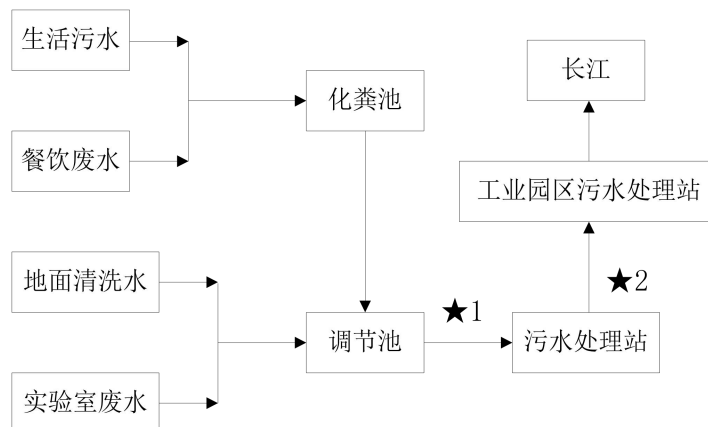 生活污水
长江
化粪池
餐饮废水
工业园区污水处理站
地面清洗水
★1
★2
调节池
污水处理站
实验室废水